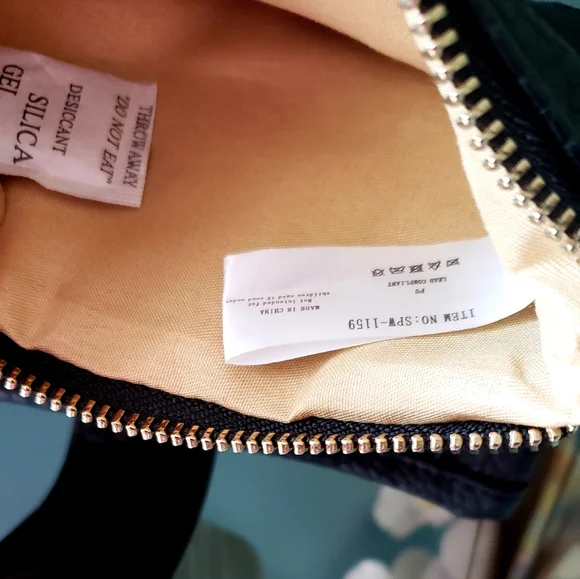 THROW AWAY
"DO NOT EAT"
DESICCANT
SILICA
GEL
ITEM NO:SPW-1159
PU
LEAD COMPLIANT
MADE IN CHINA
Not intended for
children aged 12 and under